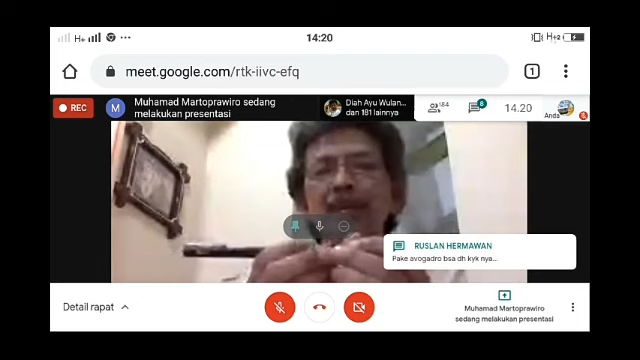 H+
14:20
H+2
meet.google.com/rtk-iivc-efq
1
REC
M
Muhamad Martoprawiro sedang
melakukan presentasi
Diah Ayu Wulan...
dan 181 lainnya
184
6
14.20
Anda
RUSLAN HERMAWAN
Pake avogadro bsa dh kyk nya...
Detail rapat
Muhamad Martoprawiro
sedang melakukan presentasi